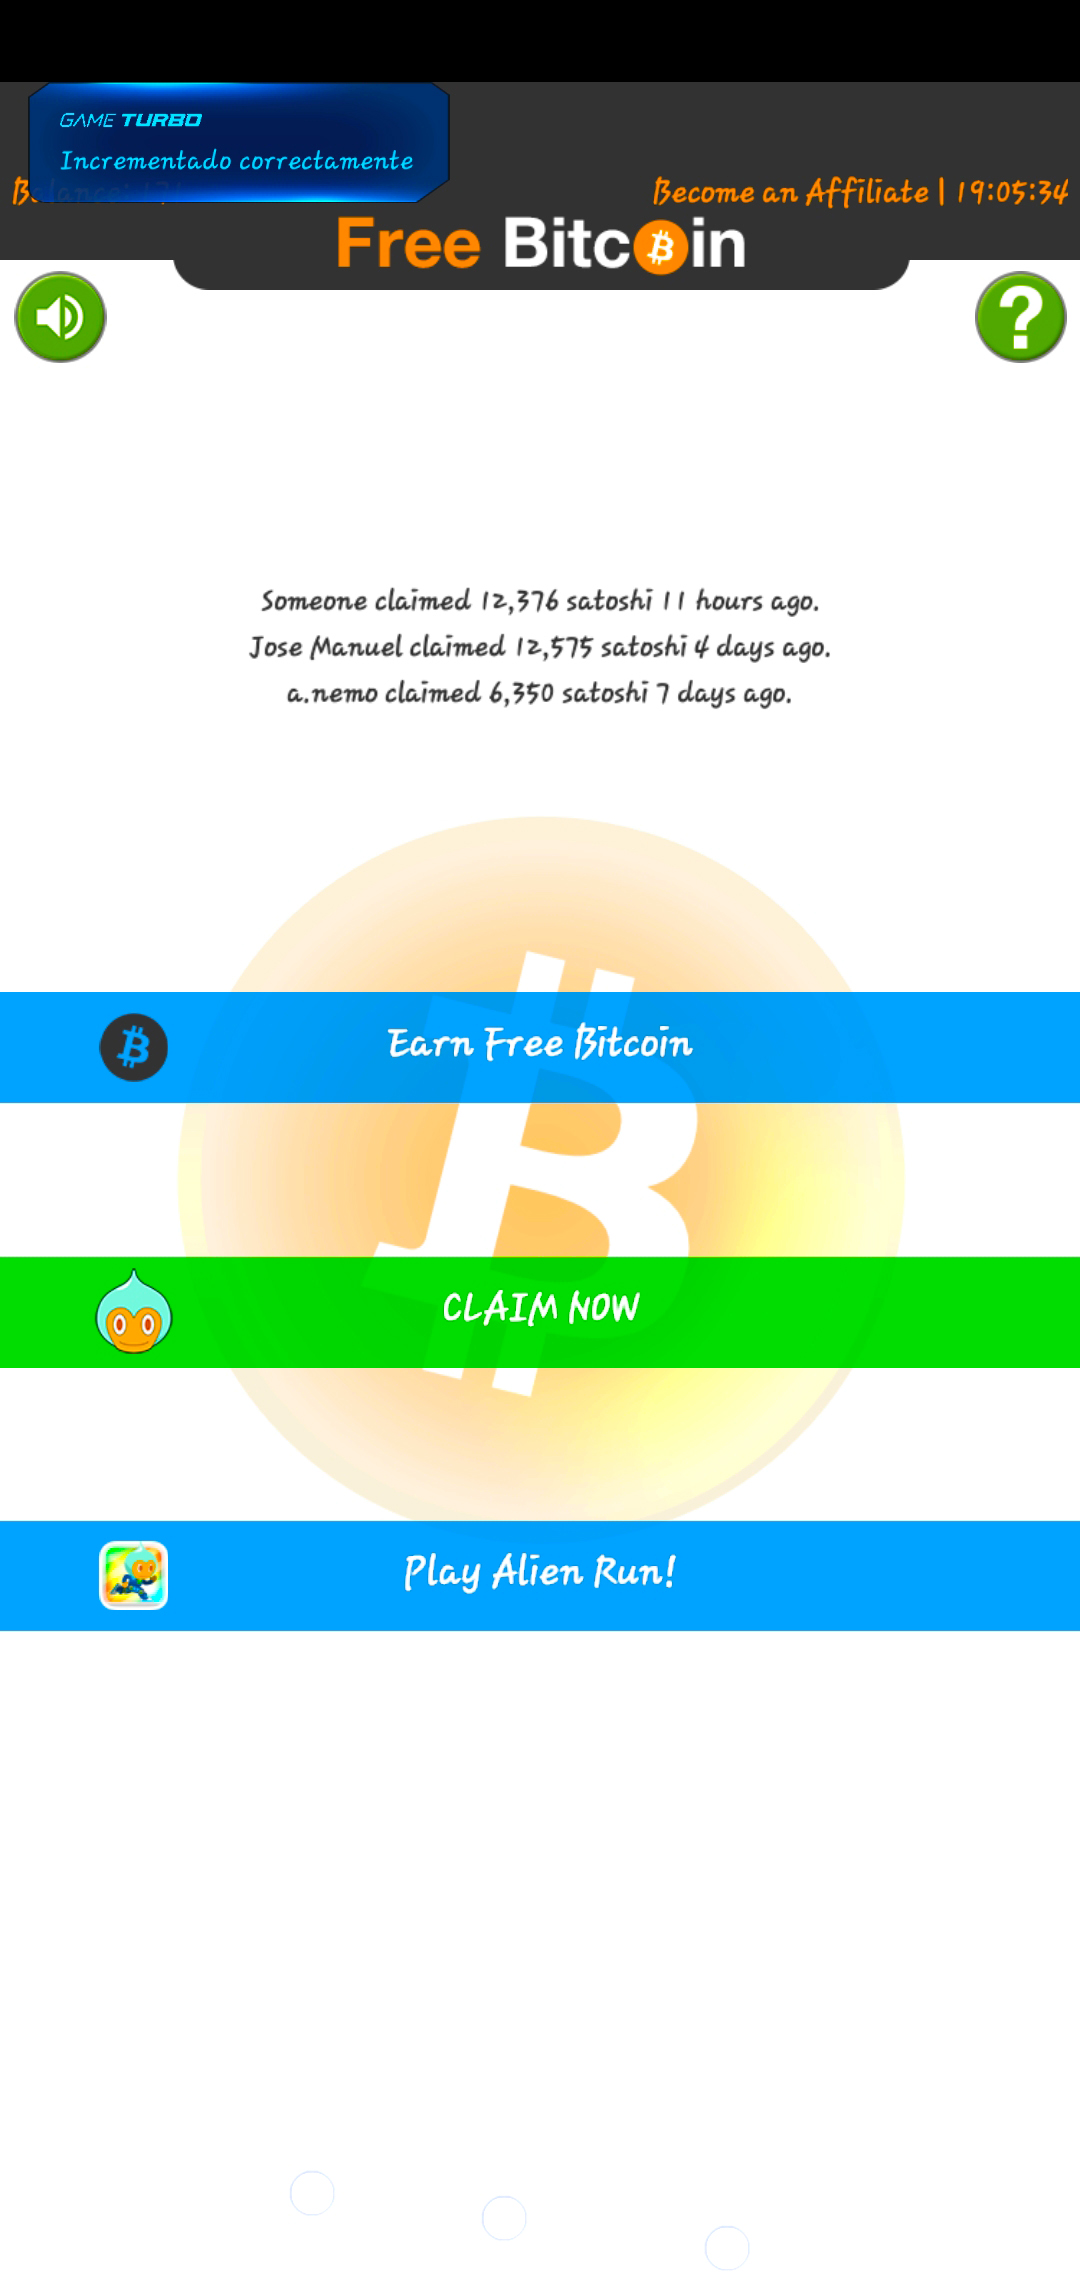 GAME TURBO
Incrementado correctamente
Become an Affiliate | 19:05:34
Free Bitcoin
Someone claimed 12,376 satoshi 11 hours ago.
Jose Manuel claimed 12,575 satoshi 4 days ago.
a.nemo claimed 6,350 satoshi 7 days ago.
Earn Free Bitcoin
CLAIM NOW
Play Alien Run!